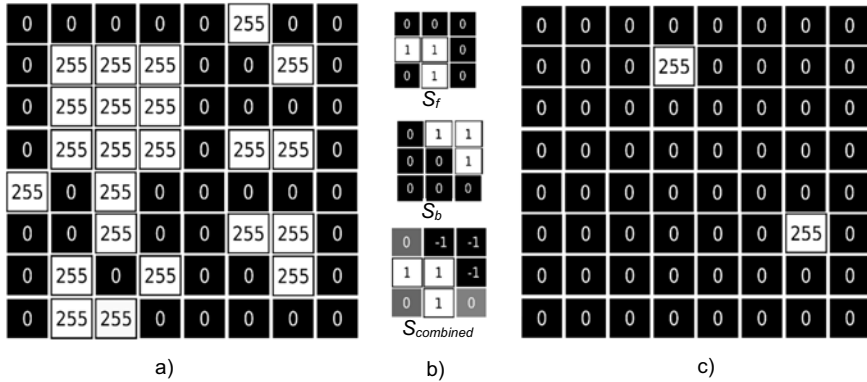 0 0 0 0 0 255 0 0
0 255 255 255 0 0 255 0
0 255 255 255 0 0 0 0
0 255 255 255 0 255 255 0
255 0 255 0 0 0 0 0
0 0 255 0 0 255 255 0
0 255 0 255 0 0 255 0
0 255 255 0 0 0 0 0
a)
0 0 0
1 1 0
0 1 0
S_f
0 1 1
0 0 1
0 0 0
S_b
0 -1 -1
1 1 -1
0 1 0
S_combined
b)
0 0 0 0 0 0 0 0
0 0 0 255 0 0 0 0
0 0 0 0 0 0 0 0
0 0 0 0 0 0 0 0
0 0 0 0 0 0 0 0
0 0 0 0 0 0 255 0
0 0 0 0 0 0 0 0
0 0 0 0 0 0 0 0
c)